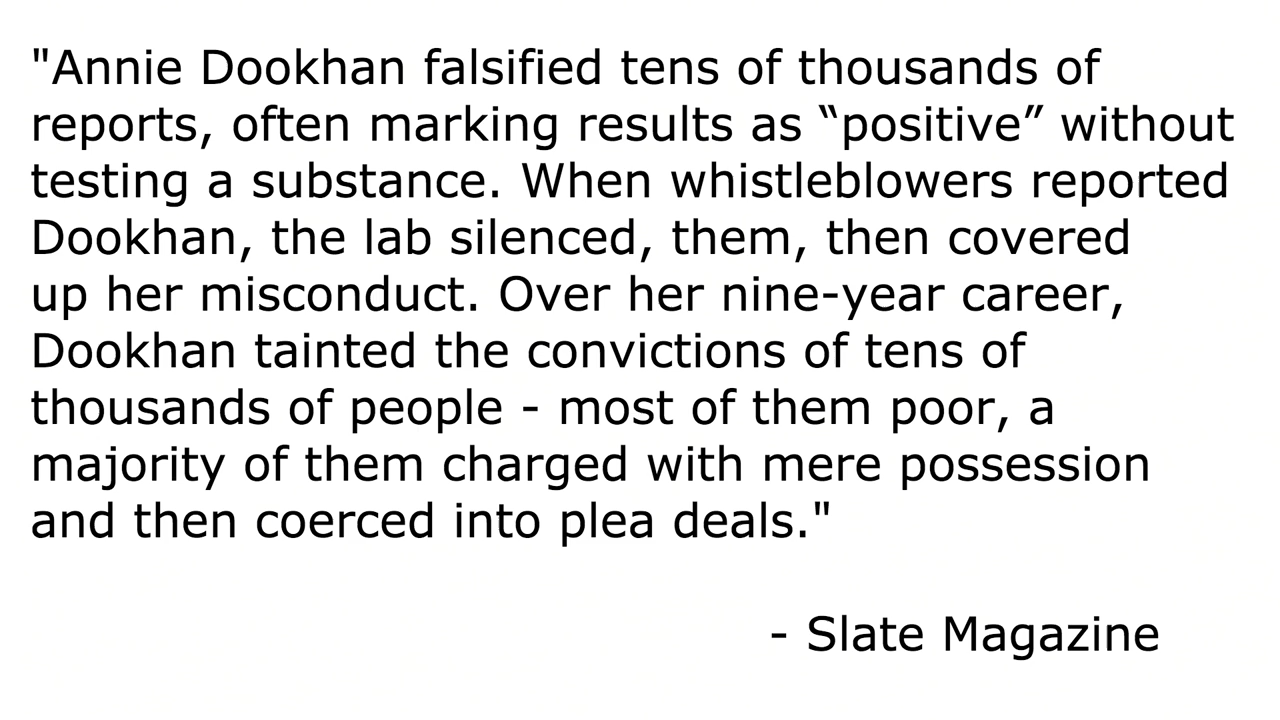 "Annie Dookhan falsified tens of thousands of
reports, often marking results as “positive” without
testing a substance. When whistleblowers reported
Dookhan, the lab silenced, them, then covered
up her misconduct. Over her nine-year career,
Dookhan tainted the convictions of tens of
thousands of people - most of them poor, a
majority of them charged with mere possession
and then coerced into plea deals."
- Slate Magazine